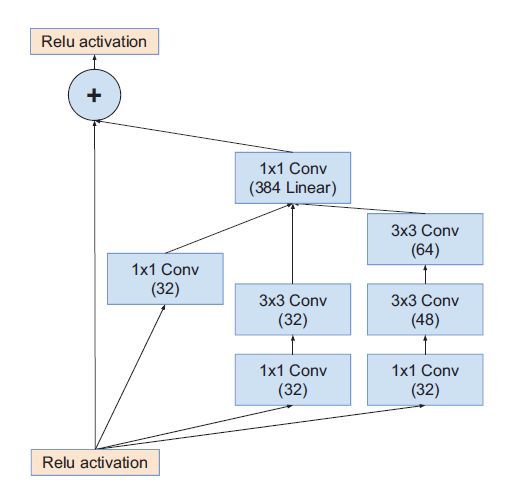 Relu activation
+
1x1 Conv
(384 Linear)
3x3 Conv
(64)
1x1 Conv
(32)
3x3 Conv
(32)
3x3 Conv
(48)
1x1 Conv
(32)
1x1 Conv
(32)
Relu activation